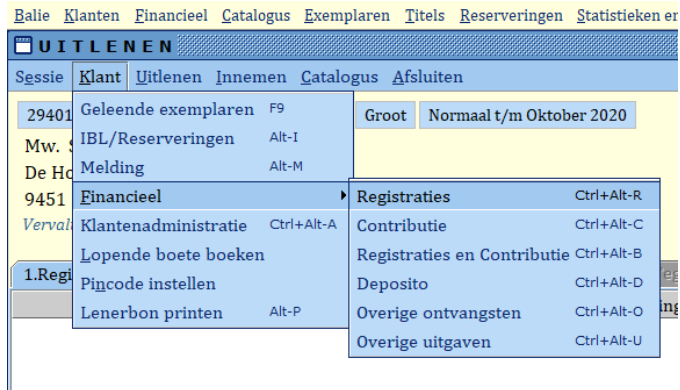 Balie Klanten Financieel Catalogus Exemplaren Titels Reserveringen Statistieken en
UITLENEN
Sessie Klant Uitlenen Innemen Catalogus Afsluiten
29401 Groot Normaal t/m Oktober 2020
Geleende exemplaren F9
IBL/Reserveringen Alt-I
Mw.
Melding Alt-M
De Ho
9451
Financieel
Registraties Ctrl+Alt-R
Klantenadministratie Ctrl+Alt-A
Contributie Ctrl+Alt-C
Lopende boete boeken
Registraties en Contributie Ctrl+Alt-B
1.Regi
Pincode instellen
Deposito Ctrl+Alt-D
Lenerbon printen Alt-P
Overige ontvangsten Ctrl+Alt-O
Overige uitgaven Ctrl+Alt-U